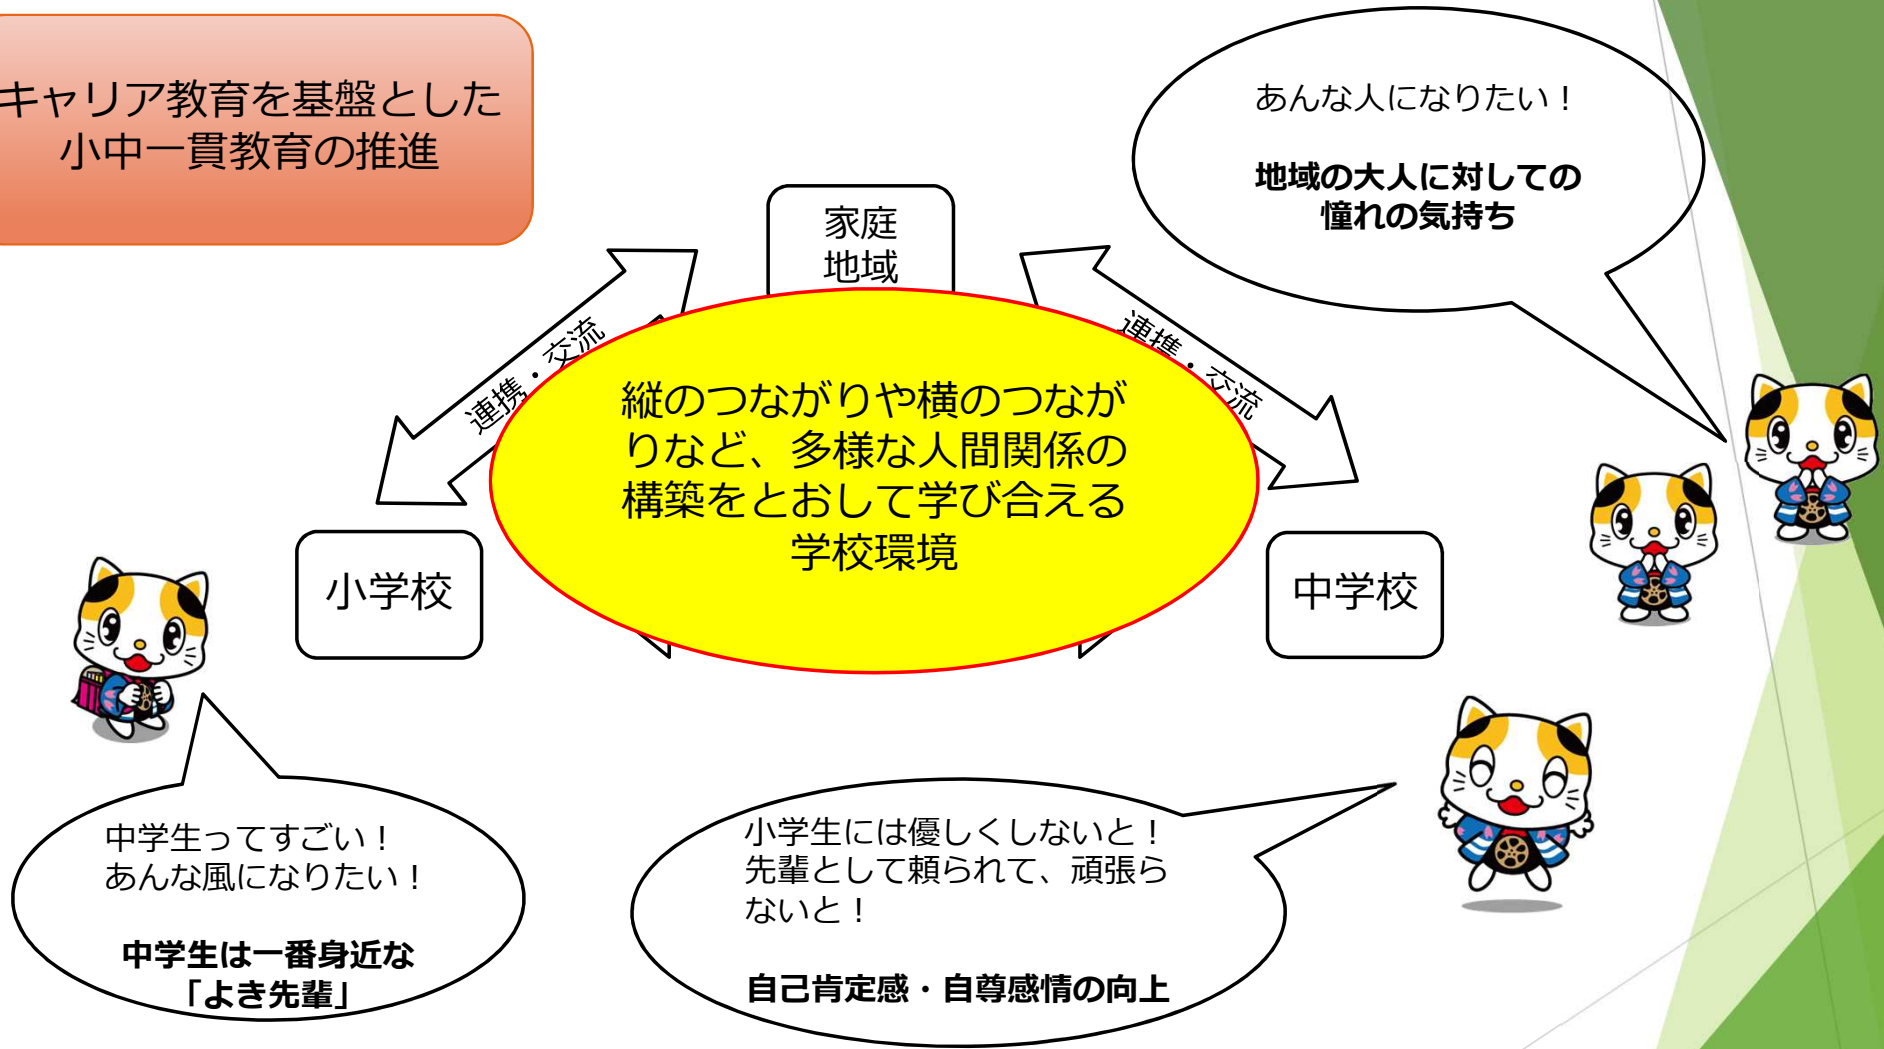 キャリア教育を基盤とした
小中一貫教育の推進
あんな人になりたい！
地域の大人に対しての
憧れの気持ち
家庭
地域
連携・交流
連携・交流
縦のつながりや横のつなが
りなど、多様な人間関係の
構築をとおして学び合える
学校環境
小学校
中学校
中学生ってすごい！
あんな風になりたい！
中学生は一番身近な
「よき先輩」
小学生には優しくしないと！
先輩として頼られて、頑張ら
ないと！
自己肯定感・自尊感情の向上